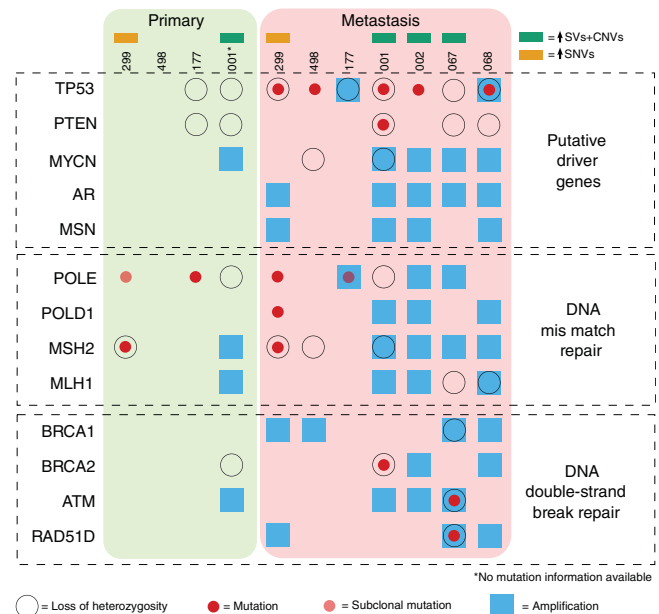 Primary
Metastasis
= ↑SVs+CNVs
= ↑SNVs
299
498
177
001*
299
498
177
001
002
067
068
TP53
PTEN
MYCN
AR
MSN
Putative
driver
genes
POLE
POLD1
MSH2
MLH1
DNA
mis match
repair
BRCA1
BRCA2
ATM
RAD51D
DNA
double-strand
break repair
*No mutation information available
= Loss of heterozygosity
= Mutation
= Subclonal mutation
= Amplification